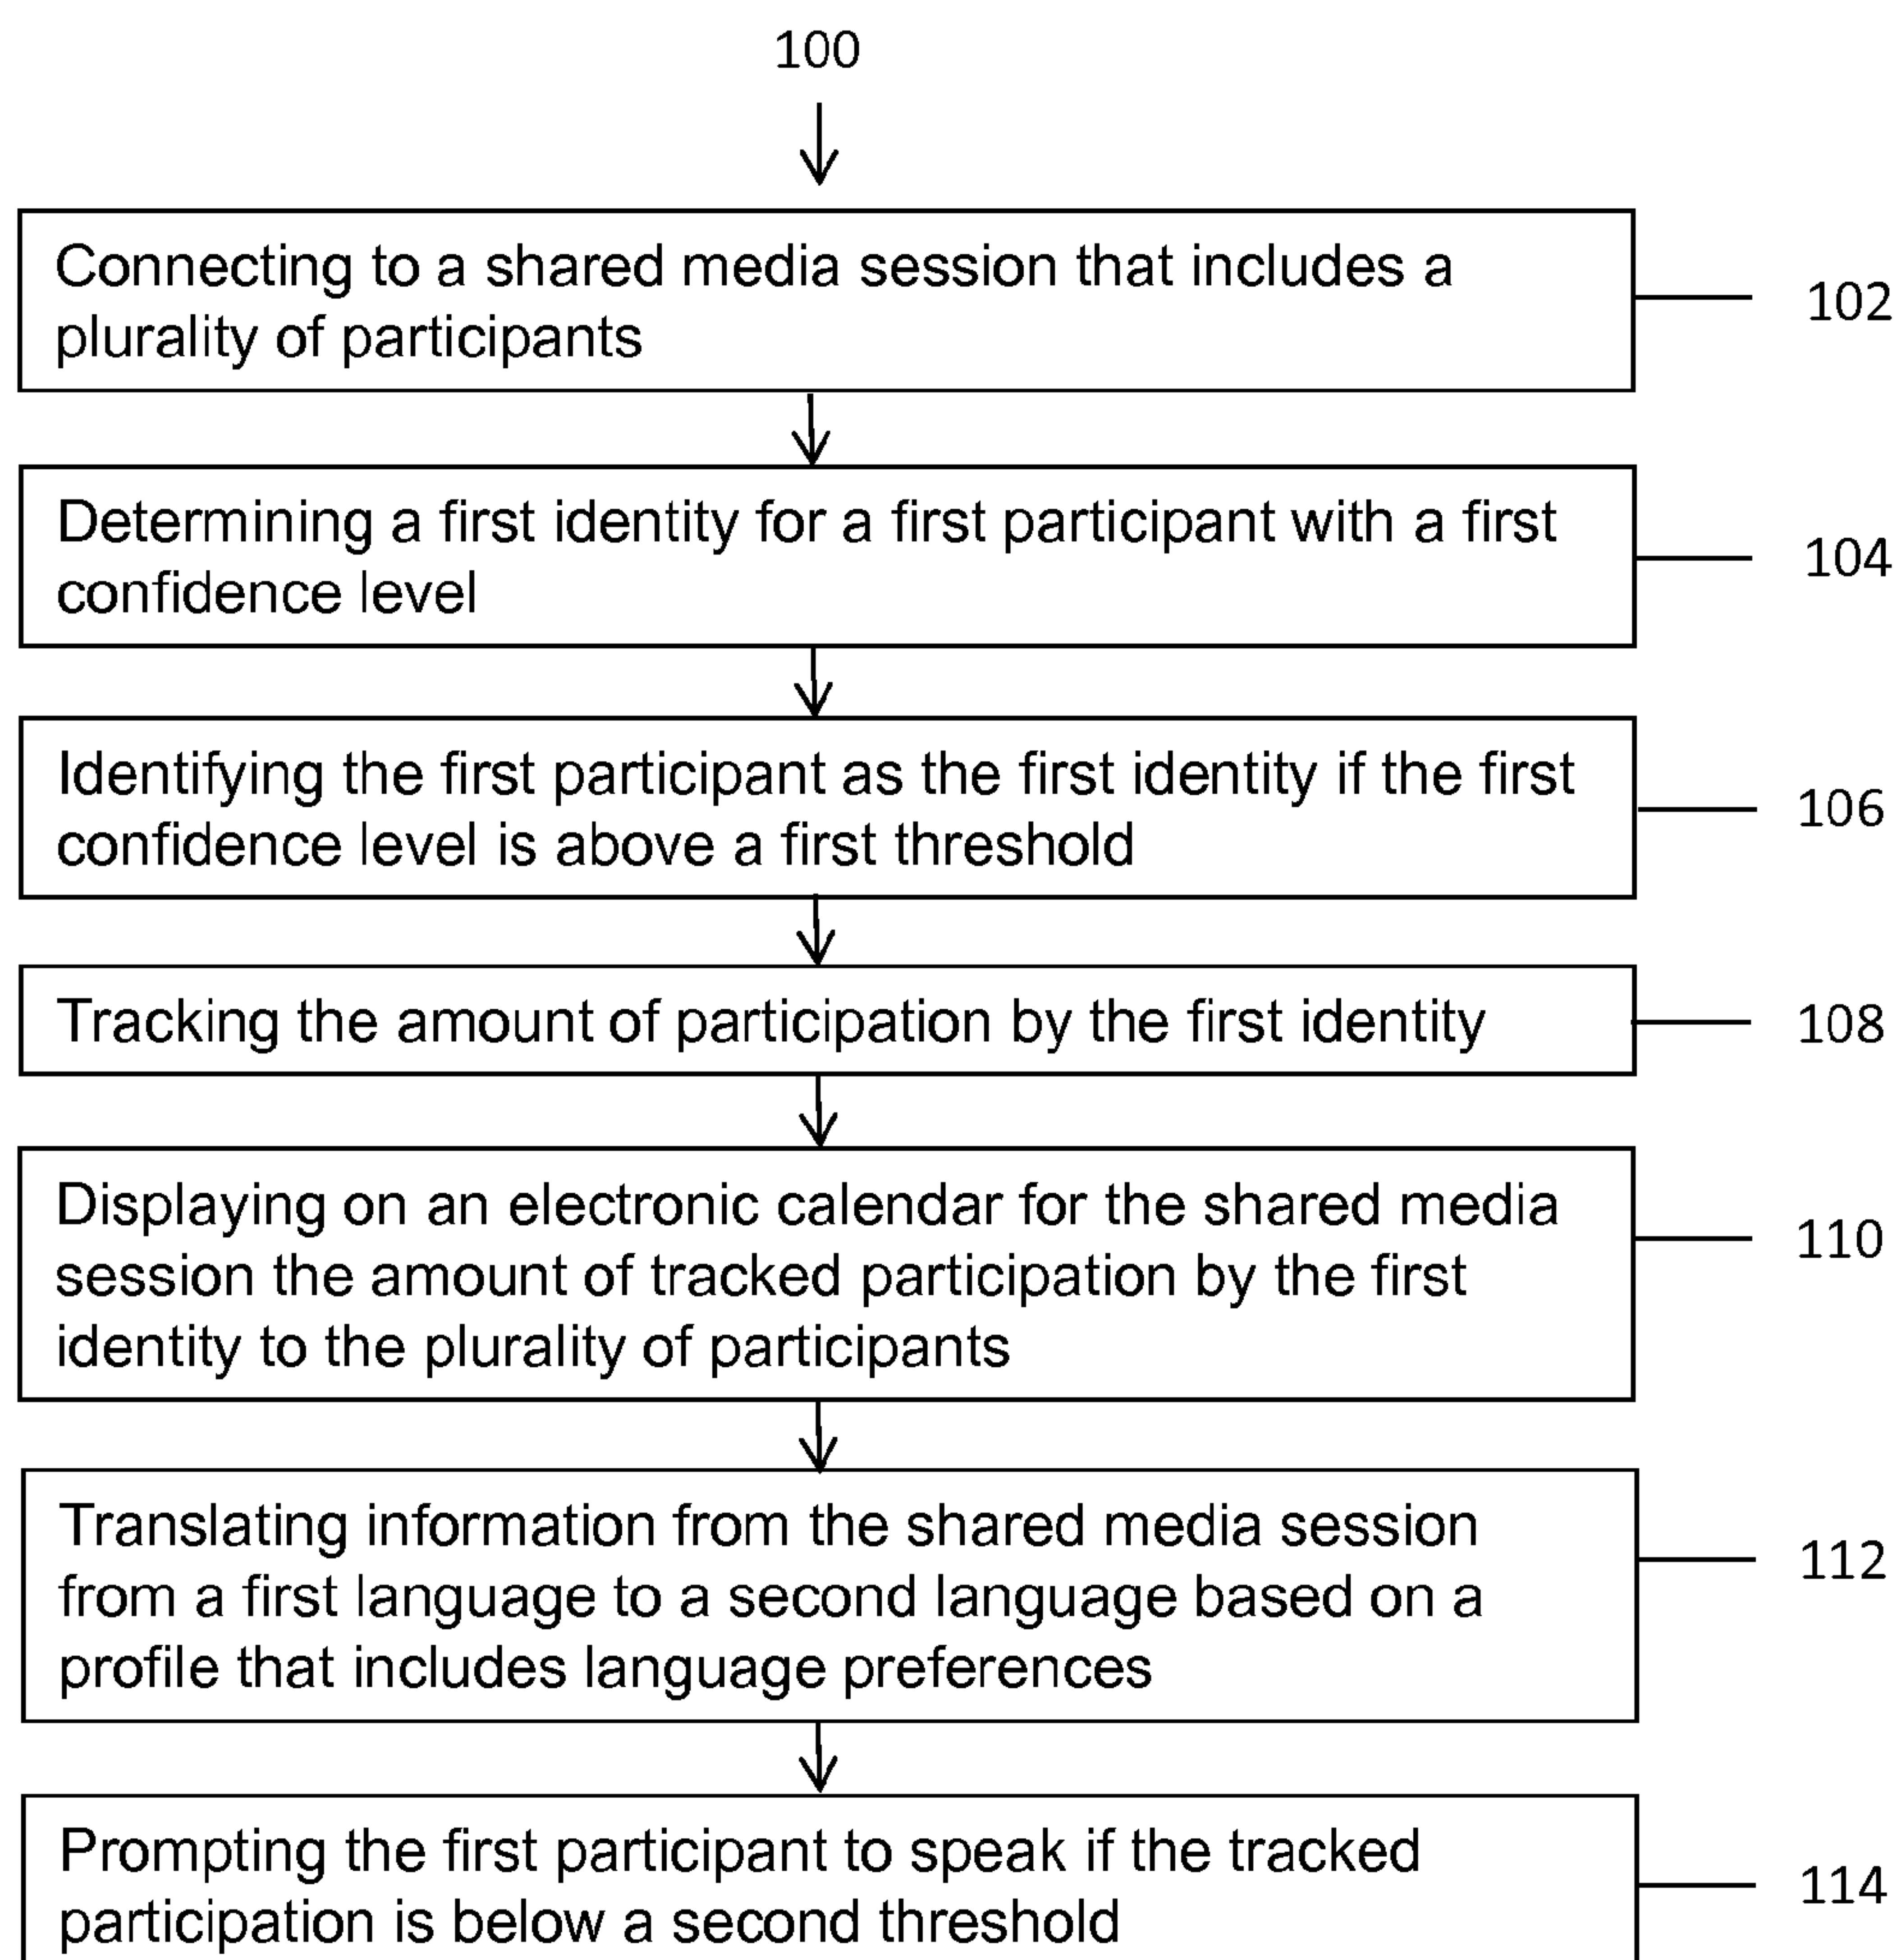 100
Connecting to a shared media session that includes a
plurality of participants
102
Determining a first identity for a first participant with a first
confidence level
104
Identifying the first participant as the first identity if the first
confidence level is above a first threshold
106
Tracking the amount of participation by the first identity
108
Displaying on an electronic calendar for the shared media
session the amount of tracked participation by the first
identity to the plurality of participants
110
Translating information from the shared media session
from a first language to a second language based on a
profile that includes language preferences
112
Prompting the first participant to speak if the tracked
participation is below a second threshold
114